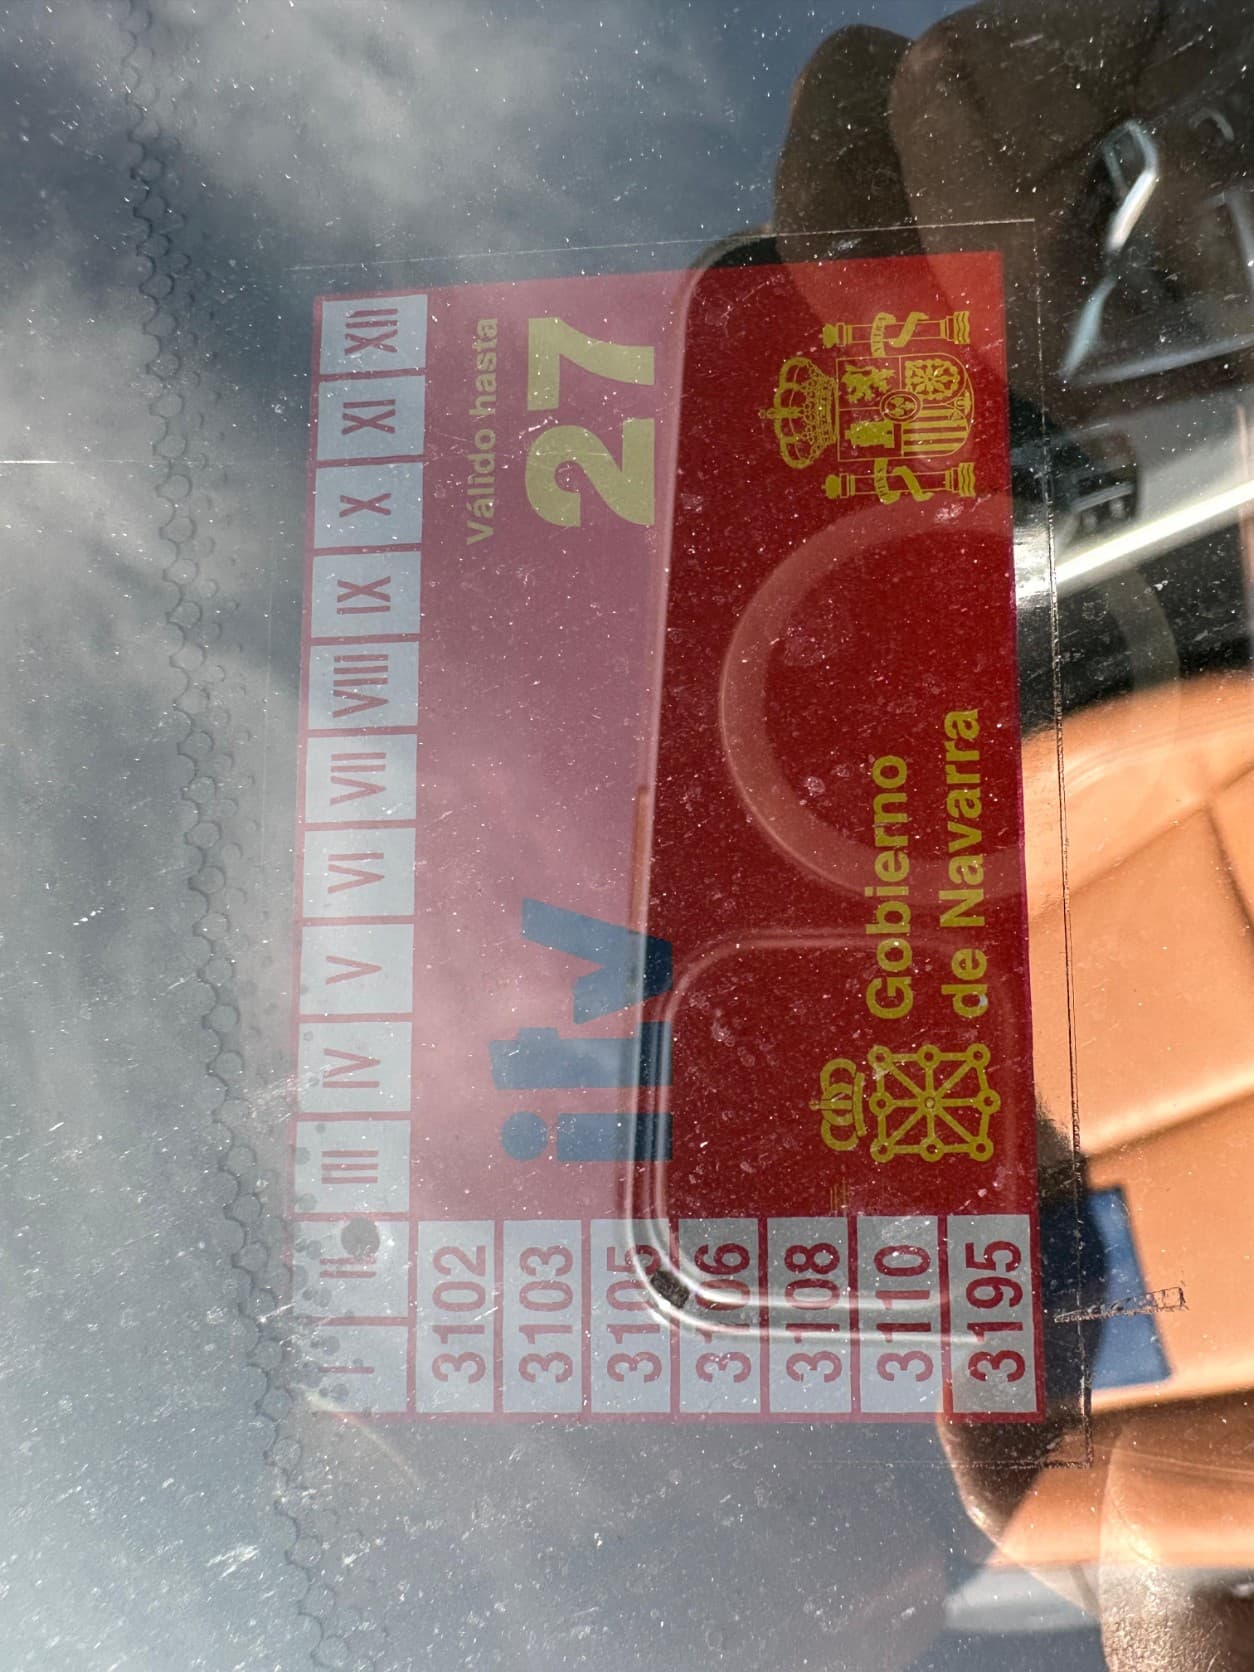 I II III IV V VI VII VIII IX X XI XII
3102
3103
3105
3106
3108
3110
3195
Válido hasta
27
itv
Gobierno
de Navarra